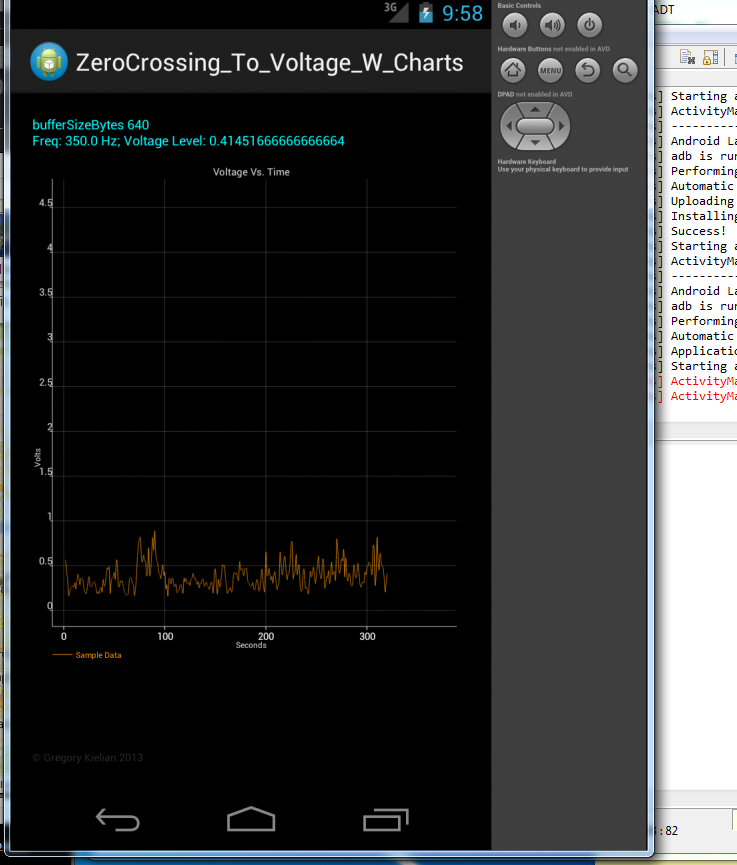 3G 9:58
ZeroCrossing_To_Voltage_W_Charts
bufferSizeBytes 640
Freq: 350.0 Hz; Voltage Level: 0.41451666666666664
Voltage Vs. Time
4.5
4
3.5
3
2.5
2
Volts
1.5
1
0.5
0
0 100 200 300
Seconds
Sample Data
© Gregory Kielian 2013
Basic Controls
Hardware Buttons not enabled in AVD
MENU
DPAD not enabled in AVD
Hardware Keyboard
Use your physical keyboard to provide input
ADT
] Starting a
] ActivityMa
] ----------
] Android La
] adb is run
] Performing
] Automatic
] Uploading
] Installing
] Success!
] Starting a
] ActivityMa
] ----------
] Android La
] adb is run
] Performing
] Automatic
] Applicatio
] Starting a
] ActivityMa
] ActivityMa
:82